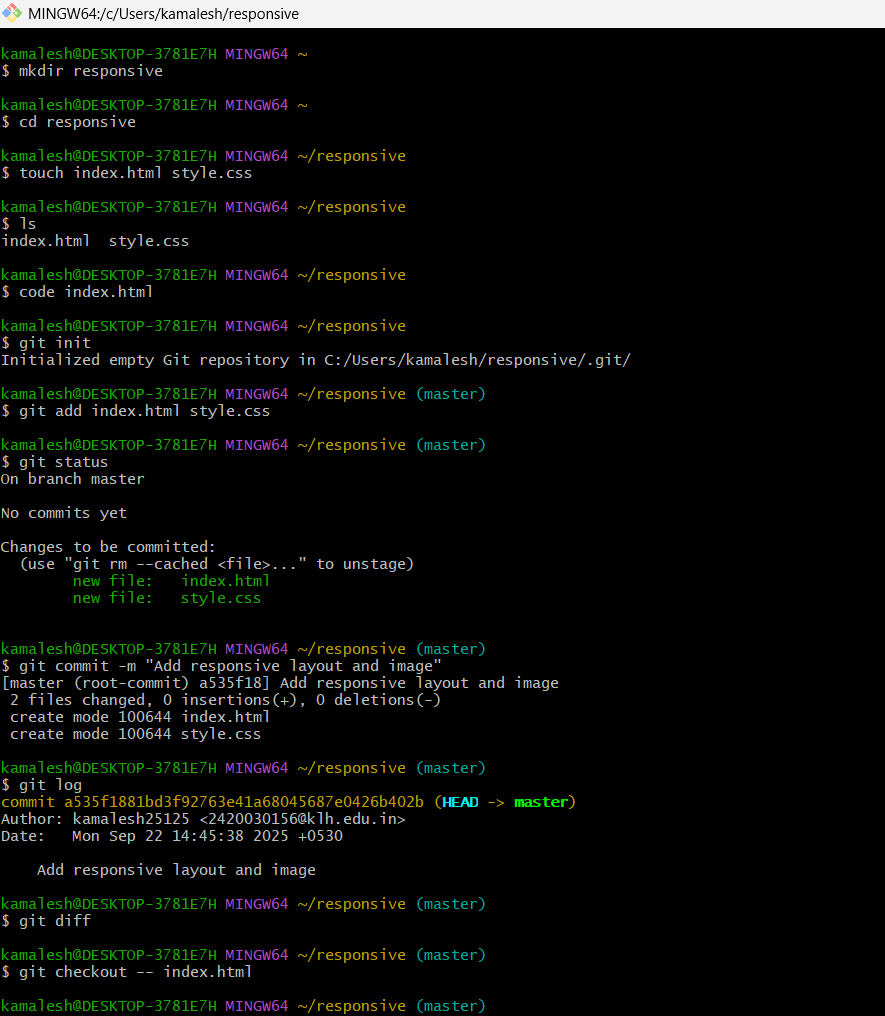 MINGW64:/c/Users/kamalesh/responsive
kamalesh@DESKTOP-3781E7H MINGW64 ~
$ mkdir responsive
kamalesh@DESKTOP-3781E7H MINGW64 ~
$ cd responsive
kamalesh@DESKTOP-3781E7H MINGW64 ~/responsive
$ touch index.html style.css
kamalesh@DESKTOP-3781E7H MINGW64 ~/responsive
$ ls
index.html  style.css
kamalesh@DESKTOP-3781E7H MINGW64 ~/responsive
$ code index.html
kamalesh@DESKTOP-3781E7H MINGW64 ~/responsive
$ git init
Initialized empty Git repository in C:/Users/kamalesh/responsive/.git/
kamalesh@DESKTOP-3781E7H MINGW64 ~/responsive (master)
$ git add index.html style.css
kamalesh@DESKTOP-3781E7H MINGW64 ~/responsive (master)
$ git status
On branch master
No commits yet
Changes to be committed:
  (use "git rm --cached <file>..." to unstage)
        new file:   index.html
        new file:   style.css
kamalesh@DESKTOP-3781E7H MINGW64 ~/responsive (master)
$ git commit -m "Add responsive layout and image"
[master (root-commit) a535f18] Add responsive layout and image
 2 files changed, 0 insertions(+), 0 deletions(-)
 create mode 100644 index.html
 create mode 100644 style.css
kamalesh@DESKTOP-3781E7H MINGW64 ~/responsive (master)
$ git log
commit a535f1881bd3f92763e41a68045687e0426b402b (HEAD -> master)
Author: kamalesh25125 <2420030156@klh.edu.in>
Date:   Mon Sep 22 14:45:38 2025 +0530
    Add responsive layout and image
kamalesh@DESKTOP-3781E7H MINGW64 ~/responsive (master)
$ git diff
kamalesh@DESKTOP-3781E7H MINGW64 ~/responsive (master)
$ git checkout -- index.html
kamalesh@DESKTOP-3781E7H MINGW64 ~/responsive (master)